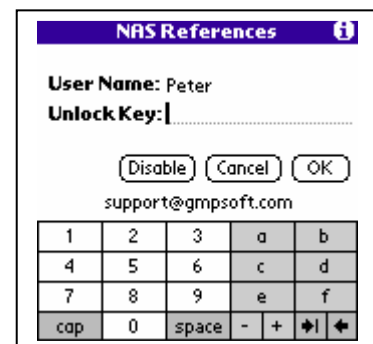 NAS References i
User Name: Peter
Unlock Key:
Disable Cancel OK
support@gmpsoft.com
1 2 3 a b
4 5 6 c d
7 8 9 e f
cap 0 space - +